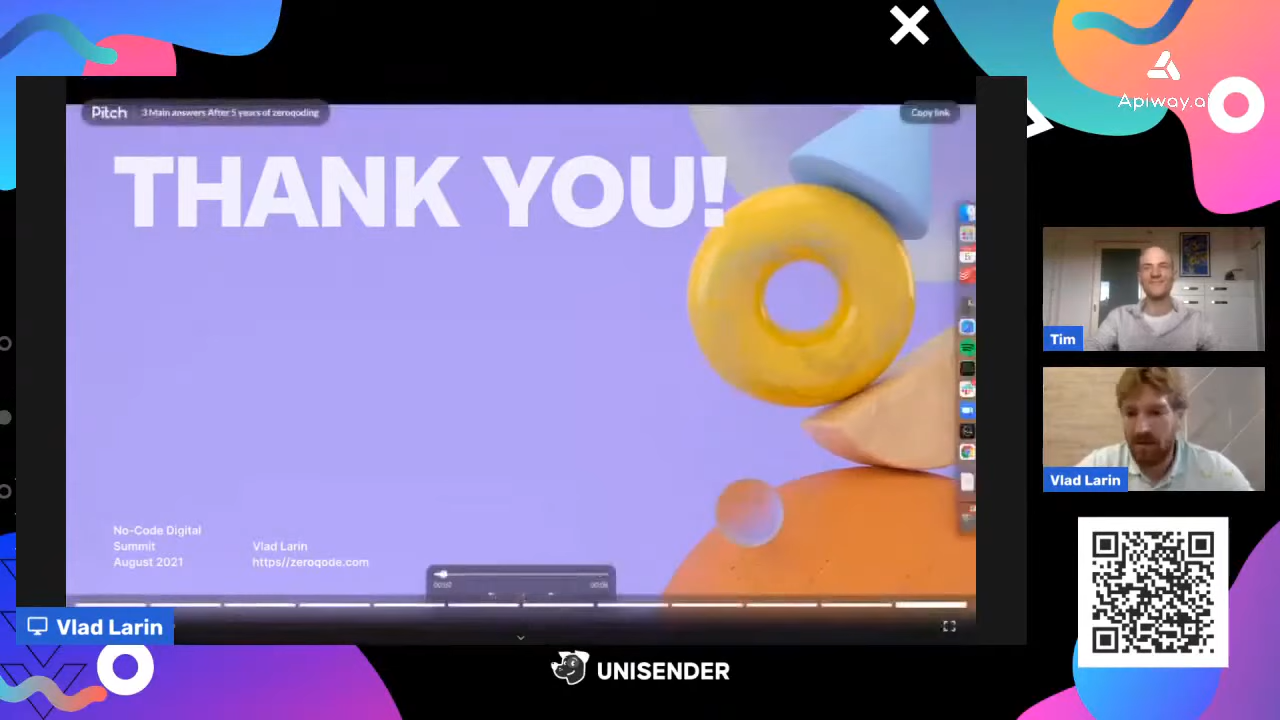 Apiway.ai
Pitch
3 Main answers After 5 years of zeroqoding
Copy link
THANK YOU!
Tim
Vlad Larin
No-Code Digital
Summit
August 2021
Vlad Larin
https//zeroqode.com
Vlad Larin
UNISENDER